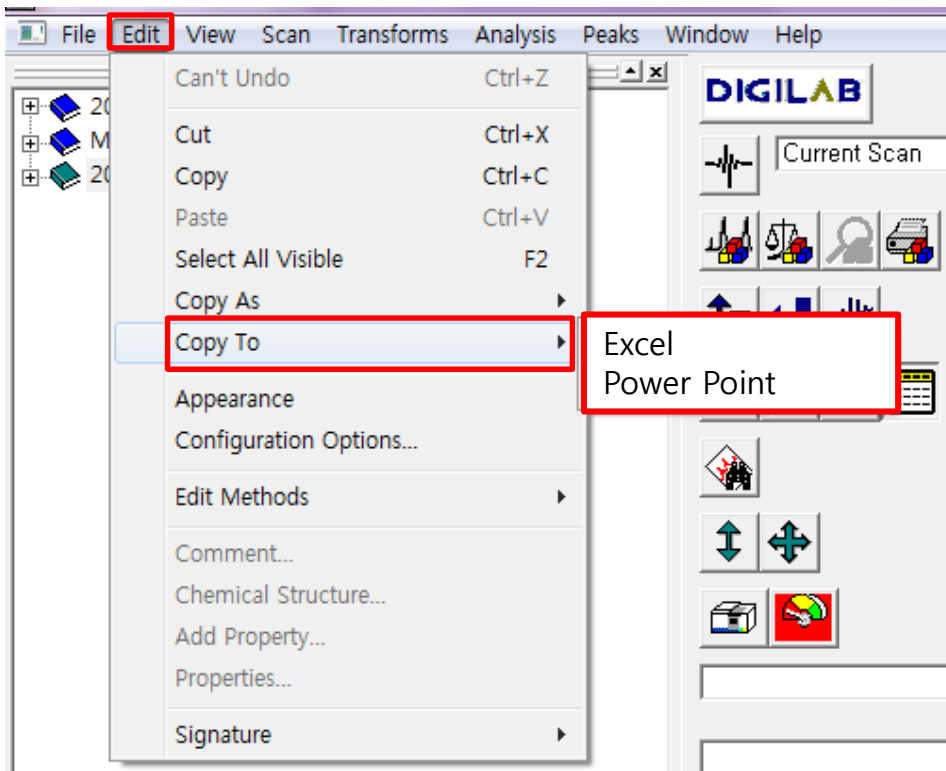 File Edit View Scan Transforms Analysis Peaks Window Help
Can't Undo Ctrl+Z
Cut Ctrl+X
Copy Ctrl+C
Paste Ctrl+V
Select All Visible F2
Copy As
Copy To
Appearance
Configuration Options...
Edit Methods
Comment...
Chemical Structure...
Add Property...
Properties...
Signature
20
M
20
Excel
Power Point
DIGILAB
Current Scan